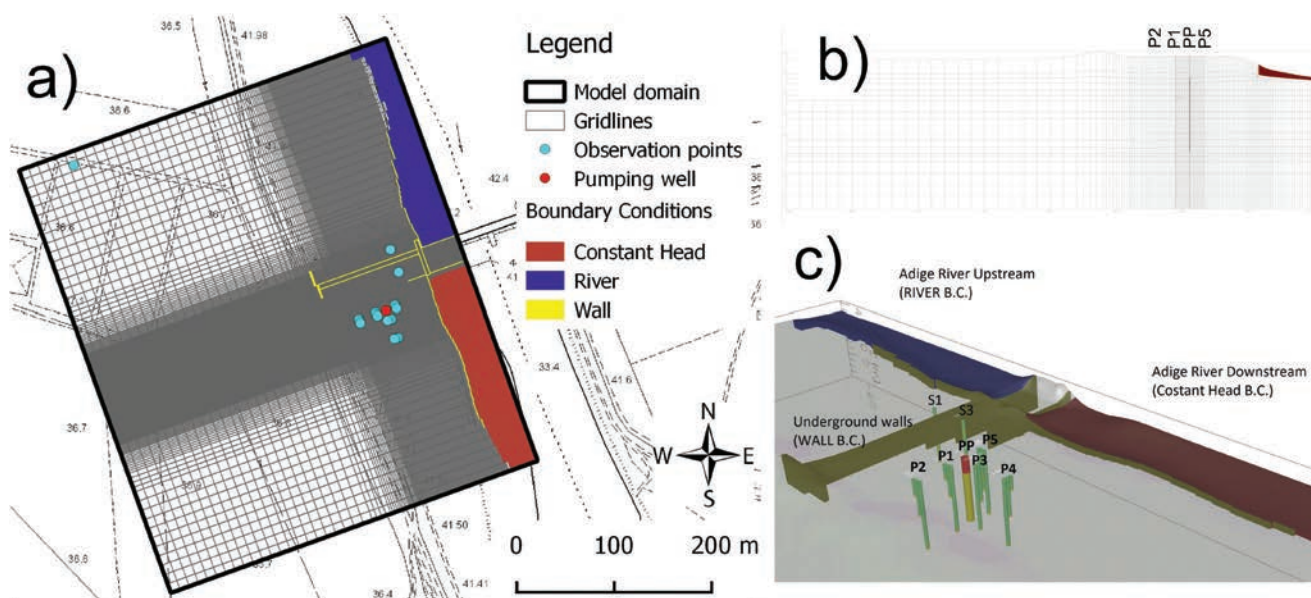 a)
36.5
41.98
36.6
36.7
42.4
33.4
41.6
36.7
41.50
41.41
36.4
Legend
Model domain
Gridlines
Observation points
Pumping well
Boundary Conditions
Constant Head
River
Wall
N
W
E
S
0
100
200 m
b)
P2
P1
PP
P5
c)
Adige River Upstream
(RIVER B.C.)
Adige River Downstream
(Costant Head B.C.)
Underground walls
(WALL B.C.)
S1
S3
PP
P5
P2
P1
P3
P4